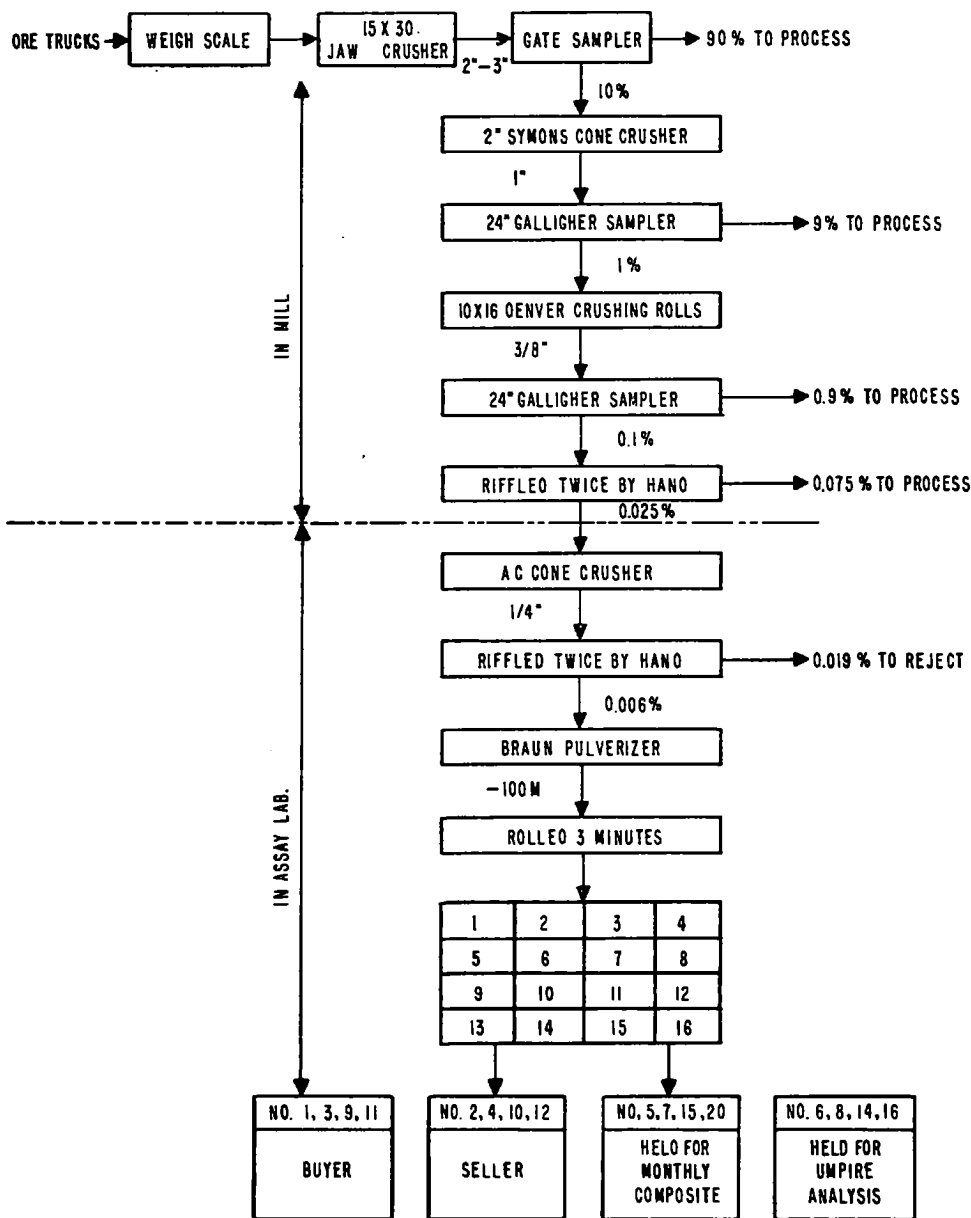 ORE TRUCKS
WEIGH SCALE
15 X 30.
JAW CRUSHER
2"-3"
GATE SAMPLER
90% TO PROCESS
10%
2" SYMONS CONE CRUSHER
1"
24" GALLIGHER SAMPLER
9% TO PROCESS
1%
10X16 OENVER CRUSHING ROLLS
3/8"
24" GALLIGHER SAMPLER
0.9% TO PROCESS
0.1%
RIFFLEO TWICE BY HANO
0.075% TO PROCESS
0.025%
IN MILL
AC CONE CRUSHER
1/4"
RIFFLED TWICE BY HANO
0.019% TO REJECT
0.006%
BRAUN PULVERIZER
-100M
ROLLEO 3 MINUTES
IN ASSAY LAB.
1 2 3 4
5 6 7 8
9 10 11 12
13 14 15 16
NO. 1, 3, 9, 11
BUYER
NO. 2, 4, 10, 12
SELLER
NO, 5, 7, 15, 20
HELO FOR
MONTHLY
COMPOSITE
NO. 6, 8, 14, 16
HELD FOR
UMPIRE
ANALYSIS